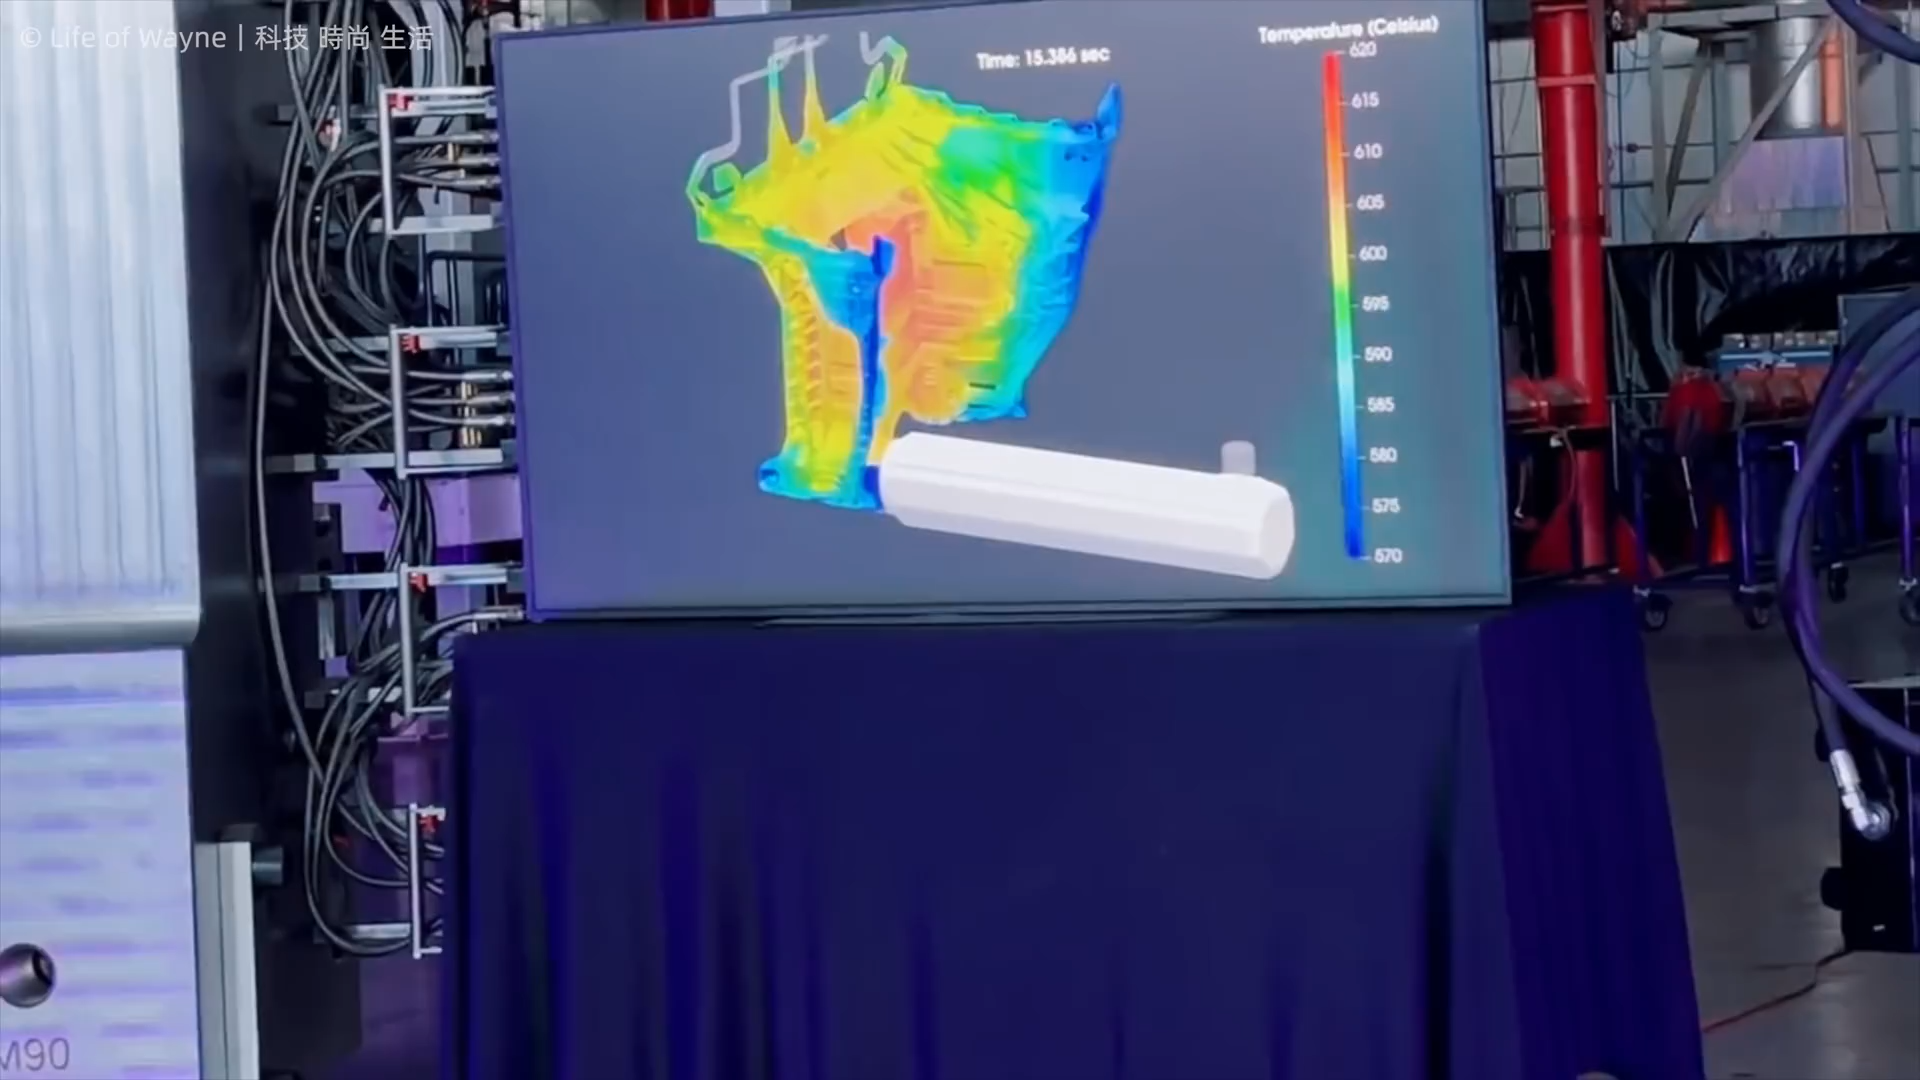 © Life of Wayne | 科技 時尚 生活
Time: 15.386 sec
Temperature (Celsius)
620
615
610
605
600
595
590
585
580
575
570
M90